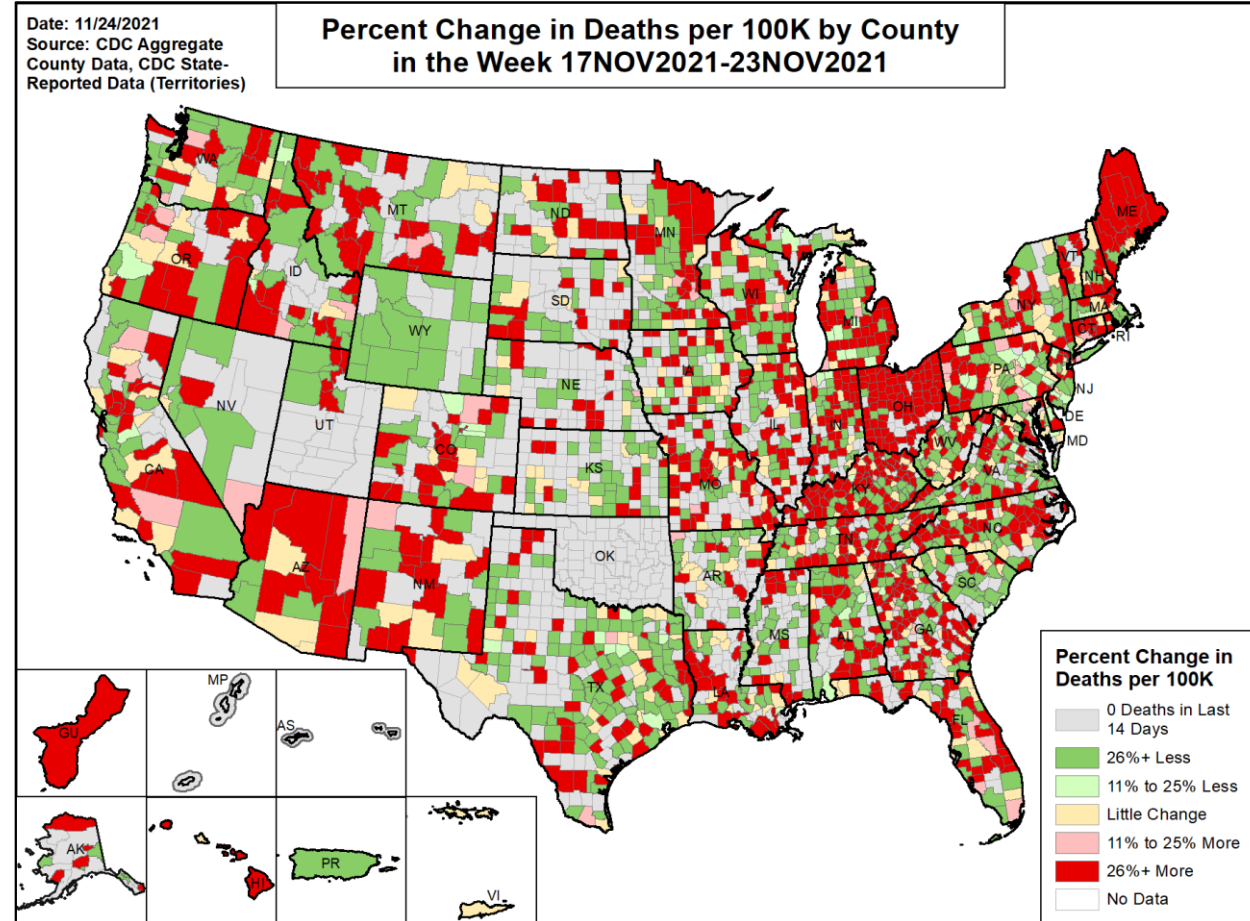 Date: 11/24/2021
Source: CDC Aggregate
County Data, CDC State-
Reported Data (Territories)
Percent Change in Deaths per 100K by County
in the Week 17NOV2021-23NOV2021
WA
MT
ND
MN
ME
OR
ID
SD
WI
MI
NY
VT
NH
MA
CT
RI
WY
NE
IA
PA
NJ
NV
UT
CO
KS
MO
IL
IN
OH
WV
DE
MD
VA
CA
KY
AZ
NM
OK
AR
TN
NC
SC
TX
LA
MS
AL
GA
FL
GU
MP
AS
AK
HI
PR
VI
Percent Change in
Deaths per 100K
0 Deaths in Last
14 Days
26%+ Less
11% to 25% Less
Little Change
11% to 25% More
26%+ More
No Data